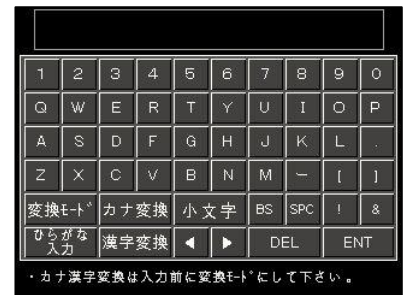 1 2 3 4 5 6 7 8 9 0
Q W E R T Y U I O P
A S D F G H J K L .
Z X C V B N M - [ ]
変換ﾓｰﾄﾞ カナ変換 小文字 BS SPC ! &
ひらがな
入力 漢字変換 ◀ ▶ DEL ENT
・カナ漢字変換は入力前に変換ﾓｰﾄﾞにして下さい。